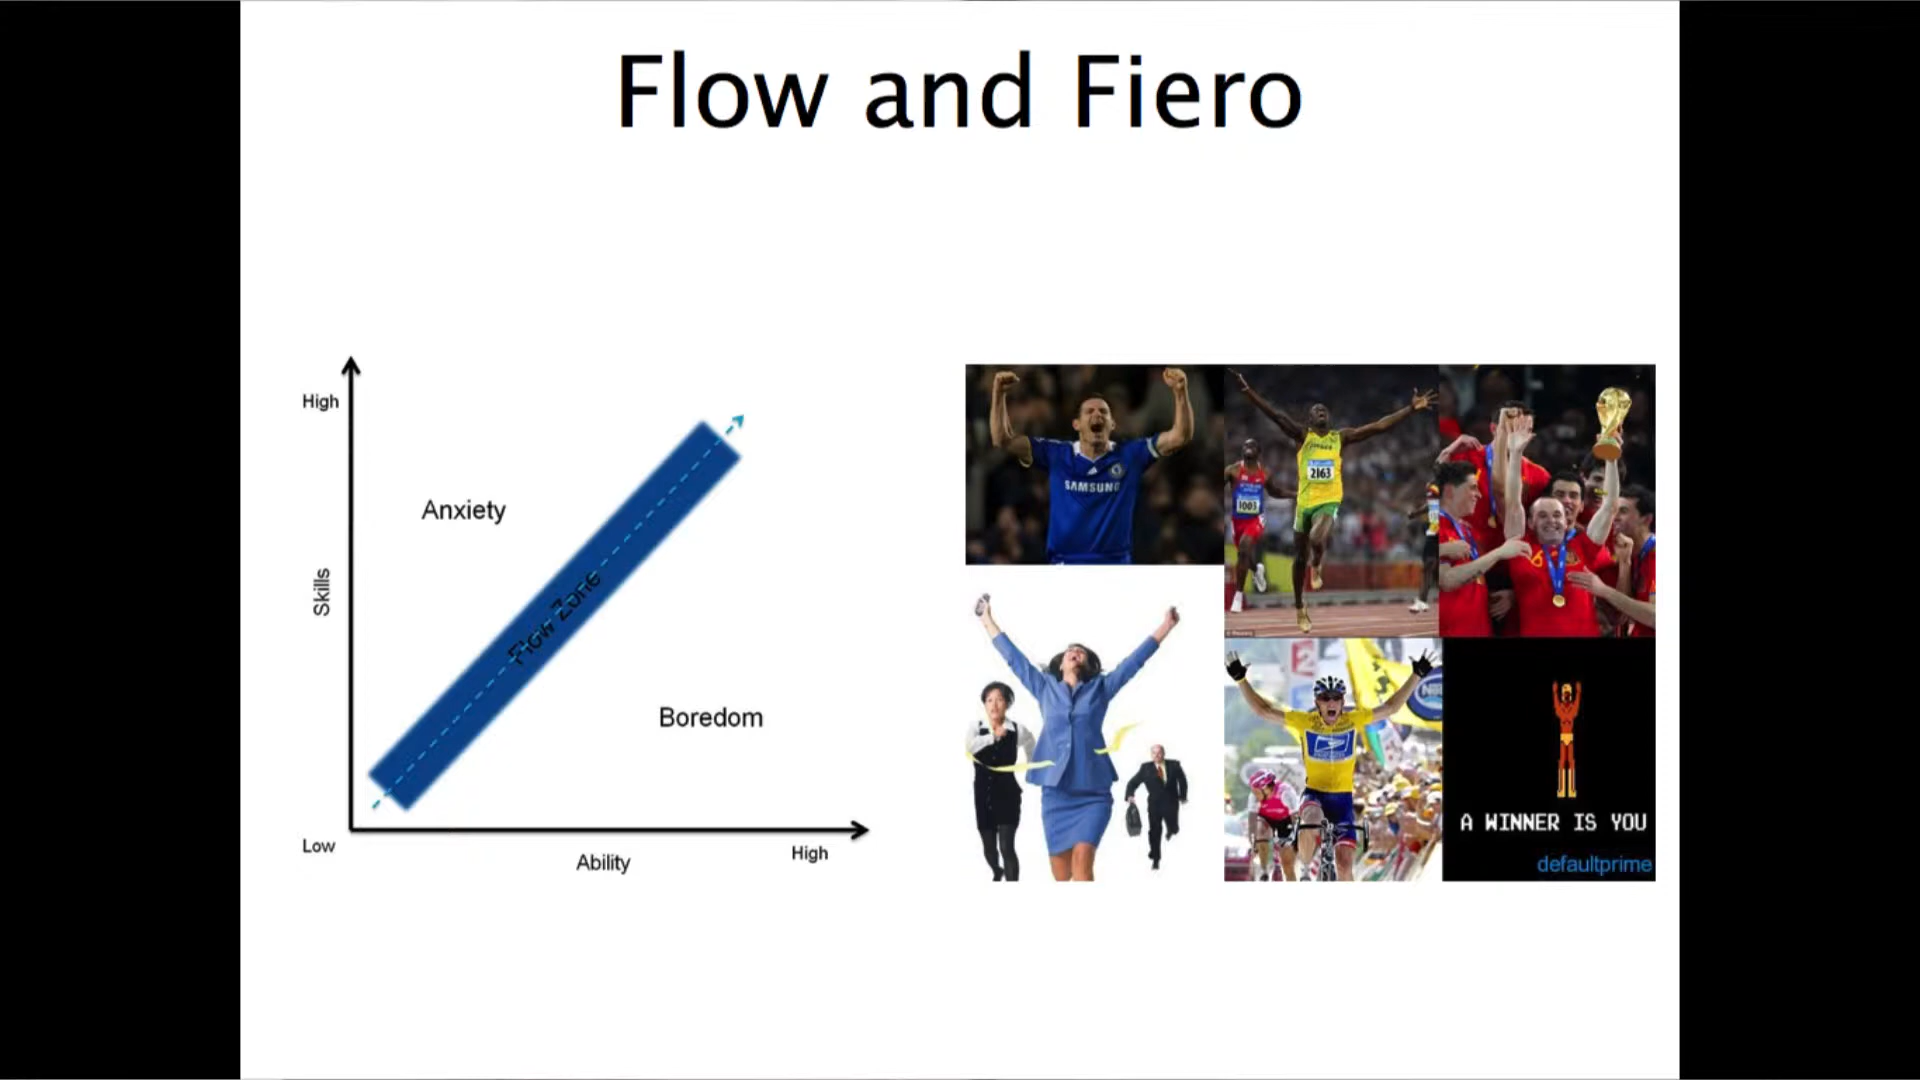 Flow and Fiero
High
Anxiety
Skills
Flow Zone
Boredom
Low
Ability
High
SAMSUNG
2163
1003
A WINNER IS YOU
defaultprime